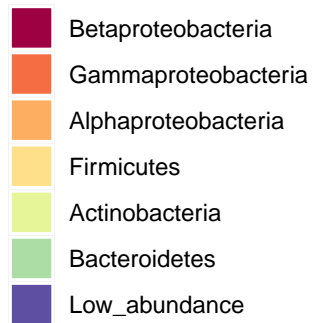 Betaproteobacteria
Gammaproteobacteria
Alphaproteobacteria
Firmicutes
Actinobacteria
Bacteroidetes
Low_abundance